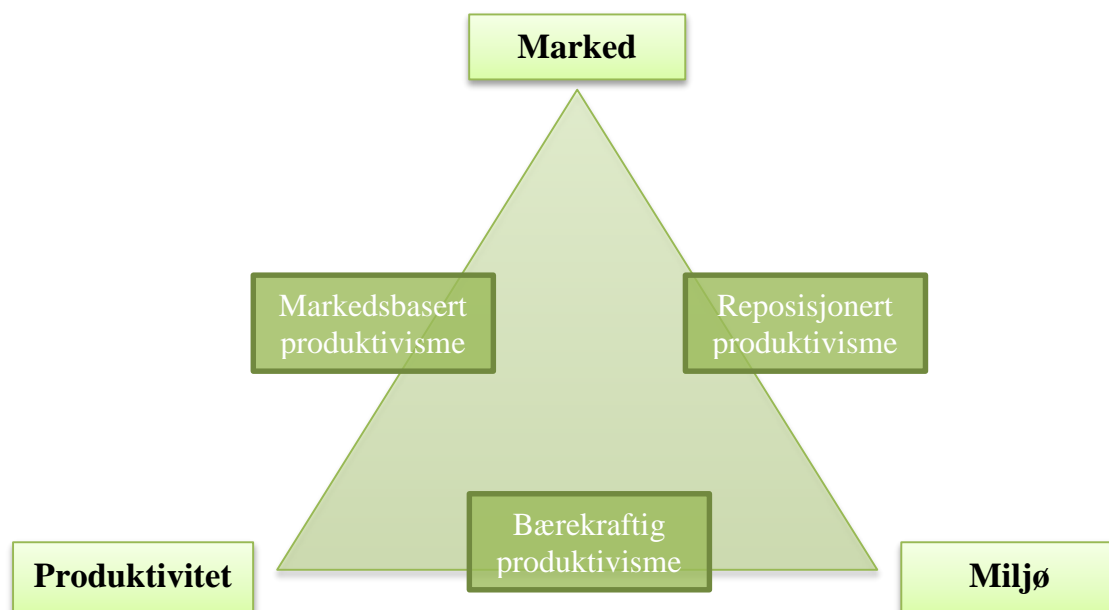 Marked
Markedsbasert
produktivisme
Reposisjonert
produktivisme
Bærekraftig
produktivisme
Produktivitet
Miljø